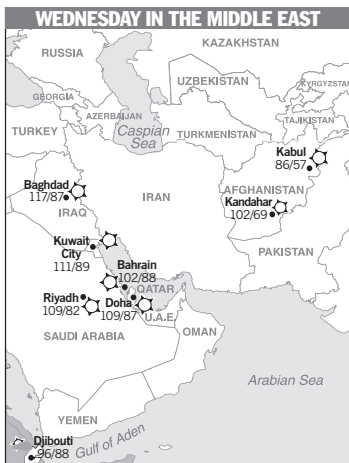 WEDNESDAY IN THE MIDDLE EAST
KAZAKHSTAN
RUSSIA
UZBEKISTAN
KYRGYZSTAN
GEORGIA
TAJIKISTAN
AZERBAIJAN
TURKEY
Caspian
Sea
TURKMENISTAN
Kabul
86/57
Baghdad
117/87
IRAN
AFGHANISTAN
Kandahar
102/69
IRAQ
Kuwait
City
111/89
PAKISTAN
Bahrain
102/88
QATAR
Riyadh
109/82
Doha
109/87
U.A.E.
OMAN
SAUDI ARABIA
Arabian Sea
YEMEN
Djibouti
96/88
Gulf of Aden